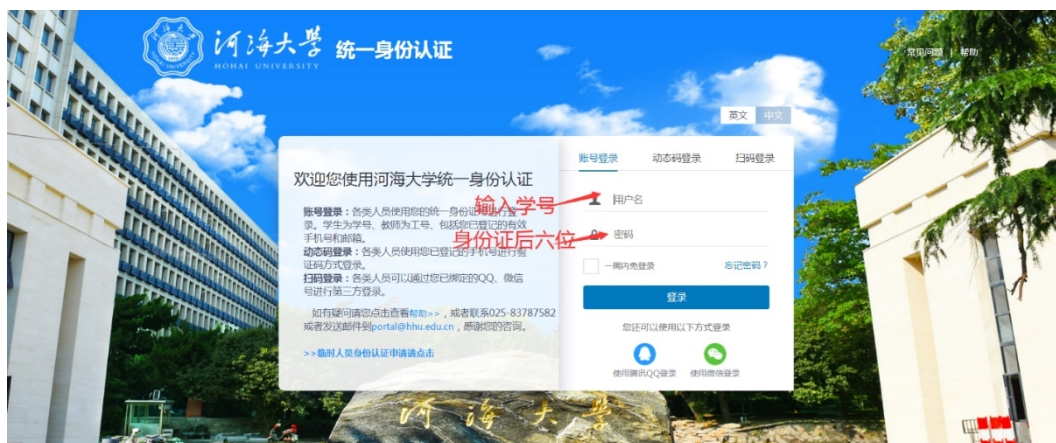 河海大学
HOHAI UNIVERSITY
统一身份认证
常见问题 | 帮助
英文 中文
欢迎您使用河海大学统一身份认证
账号登录：各类人员使用您的统一身份证号进行登
录。学生为学号、教师为工号、包括您已登记的有效
手机号和邮箱。
动态码登录：各类人员使用您已登记的手机号进行验
证码方式登录。
扫码登录：各类人员可以通过您已绑定的QQ、微信
号进行第三方登录。
如有疑问请您点击查看帮助>>，或者联系025-83787582
或者发送邮件到portal@hhu.edu.cn，感谢您的咨询。
>>临时人员身份认证申请请点击
输入学号
身份证后六位
账号登录 动态码登录 扫码登录
用户名
密码
一周内免登录 忘记密码？
登录
您还可以使用以下方式登录
使用腾讯QQ登录 使用微信登录
河海大学